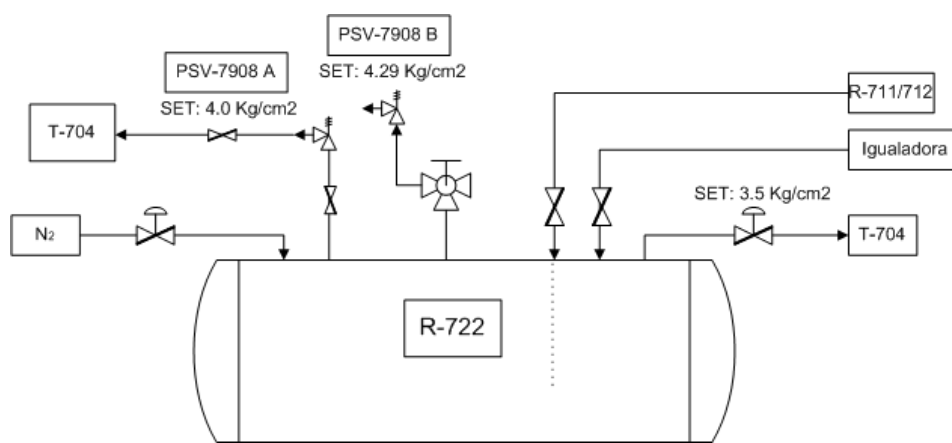 PSV-7908 B
PSV-7908 A
SET: 4.29 Kg/cm2
SET: 4.0 Kg/cm2
R-711/712
T-704
Igualadora
SET: 3.5 Kg/cm2
N2
T-704
R-722